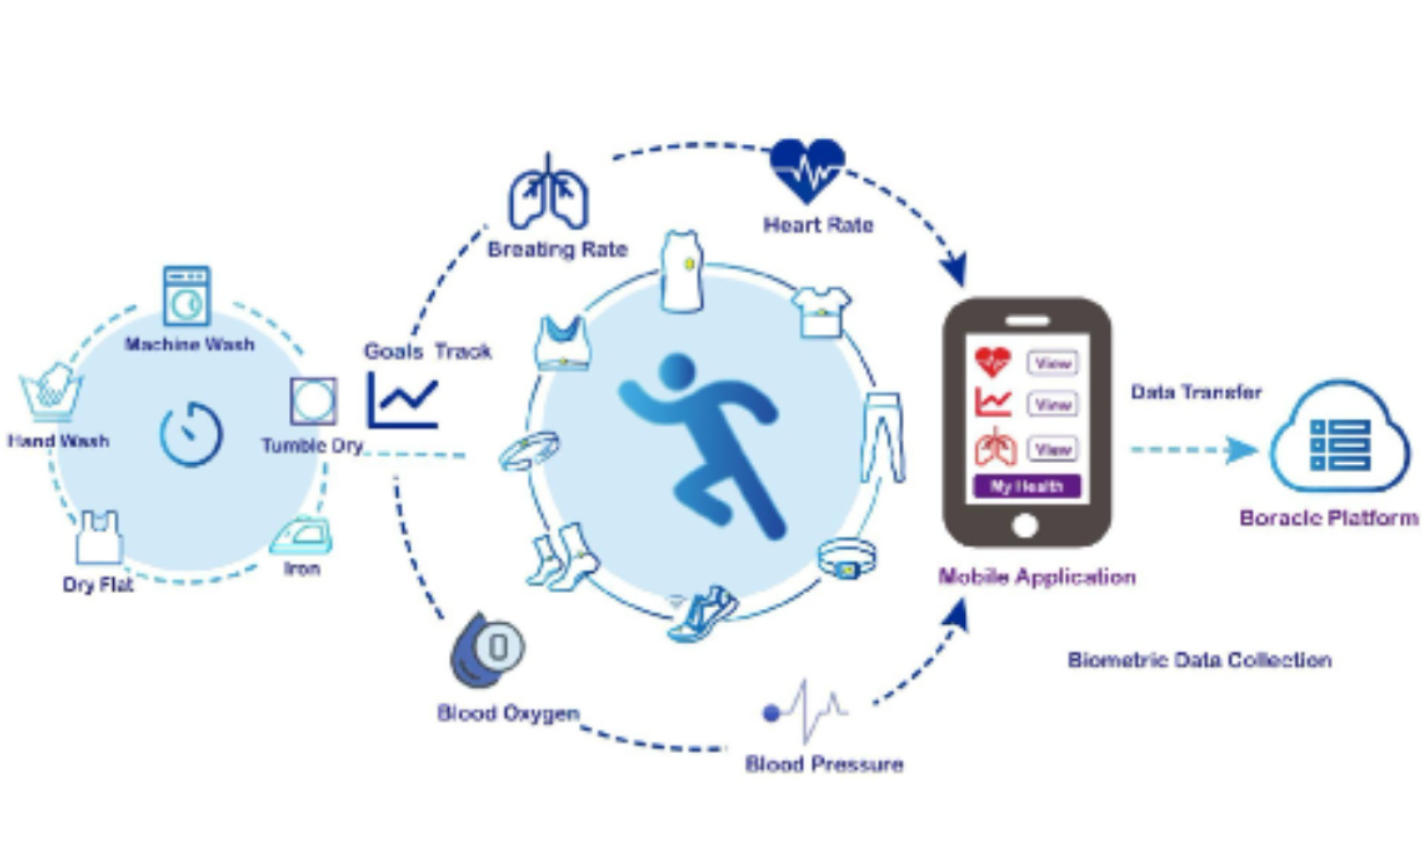 Heart Rate
Breating Rate
Machine Wash
Goals Track
Hand Wash
Tumble Dry
Dry Flat
Iron
View
View
View
My Health
Data Transfer
Boracle Platform
Mobile Application
Biometric Data Collection
0
Blood Oxygen
Blood Pressure